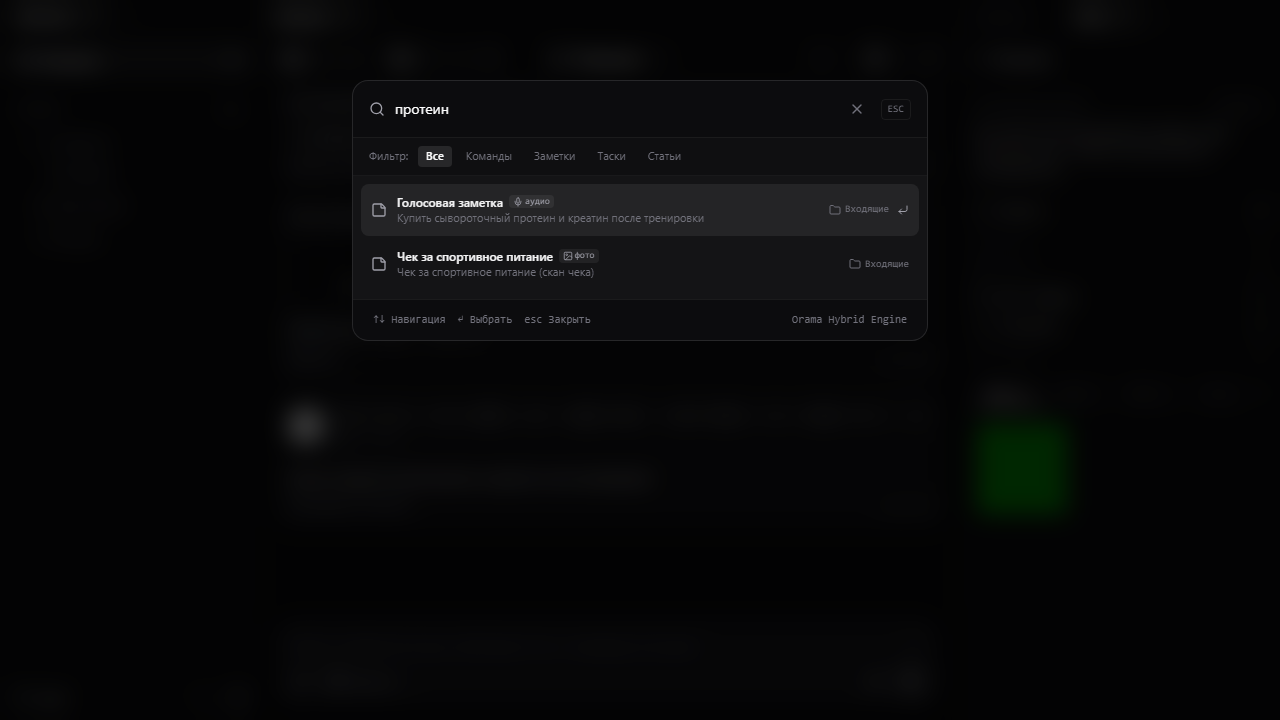 протеин ESC
Фильтр: Все Команды Заметки Таски Статьи
Голосовая заметка аудио
Купить сывороточный протеин и креатин после тренировки
Входящие
Чек за спортивное питание фото
Чек за спортивное питание (скан чека)
Входящие
Навигация Выбрать esc Закрыть Orama Hybrid Engine